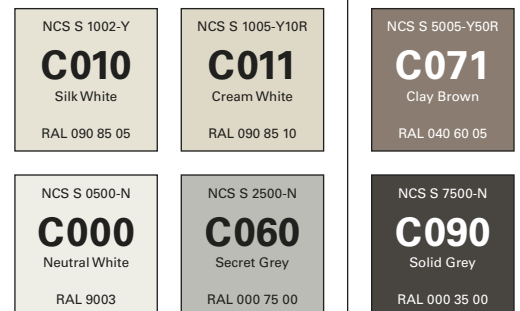 NCS S 1002-Y
C010
Silk White
RAL 090 85 05
NCS S 1005-Y10R
C011
Cream White
RAL 090 85 10
NCS S 5005-Y50R
C071
Clay Brown
RAL 040 60 05
NCS S 0500-N
C000
Neutral White
RAL 9003
NCS S 2500-N
C060
Secret Grey
RAL 000 75 00
NCS S 7500-N
C090
Solid Grey
RAL 000 35 00